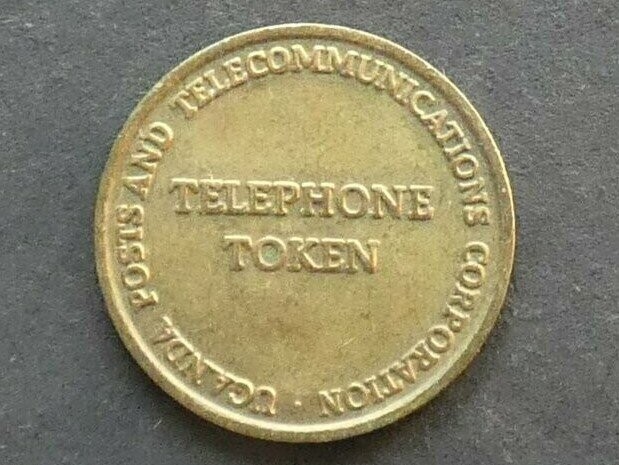 UGANDA POSTS AND TELECOMMUNICATIONS CORPORATION ·
TELEPHONE
TOKEN